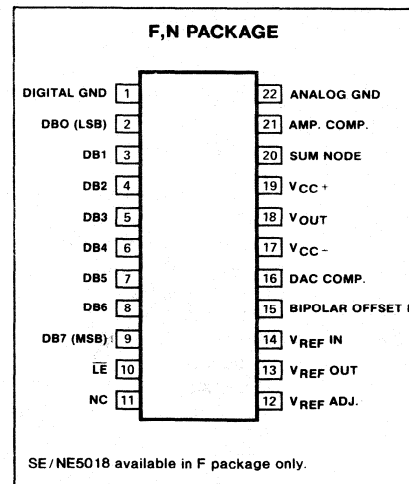 F,N PACKAGE
DIGITAL GND 1
DB0 (LSB) 2
DB1 3
DB2 4
DB3 5
DB4 6
DB5 7
DB6 8
DB7 (MSB) 9
L̅E̅ 10
NC 11
22 ANALOG GND
21 AMP. COMP.
20 SUM NODE
19 VCC +
18 VOUT
17 VCC −
16 DAC COMP.
15 BIPOLAR OFFSET
14 VREF IN
13 VREF OUT
12 VREF ADJ.
SE/NE5018 available in F package only.